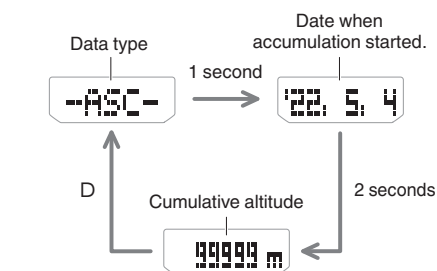 Date when
accumulation started.
Data type
1 second
--ASC-
'22. 5. 4
D
2 seconds
Cumulative altitude
99999 m